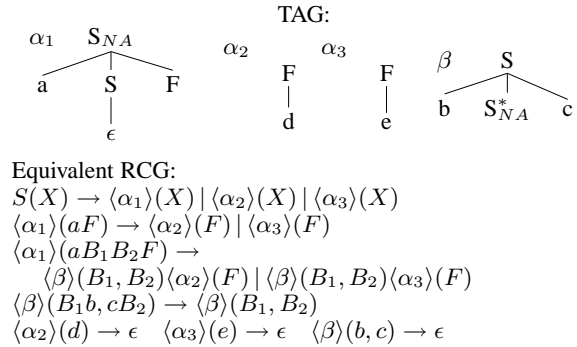 TAG:
α₁ S_NA α₂ α₃ β S
F F
a S F b S*_NA c
d e
ϵ
Equivalent RCG:
S(X) → ⟨α₁⟩(X) | ⟨α₂⟩(X) | ⟨α₃⟩(X)
⟨α₁⟩(aF) → ⟨α₂⟩(F) | ⟨α₃⟩(F)
⟨α₁⟩(aB₁B₂F) →
⟨β⟩(B₁, B₂)⟨α₂⟩(F) | ⟨β⟩(B₁, B₂)⟨α₃⟩(F)
⟨β⟩(B₁b, cB₂) → ⟨β⟩(B₁, B₂)
⟨α₂⟩(d) → ϵ ⟨α₃⟩(e) → ϵ ⟨β⟩(b, c) → ϵ